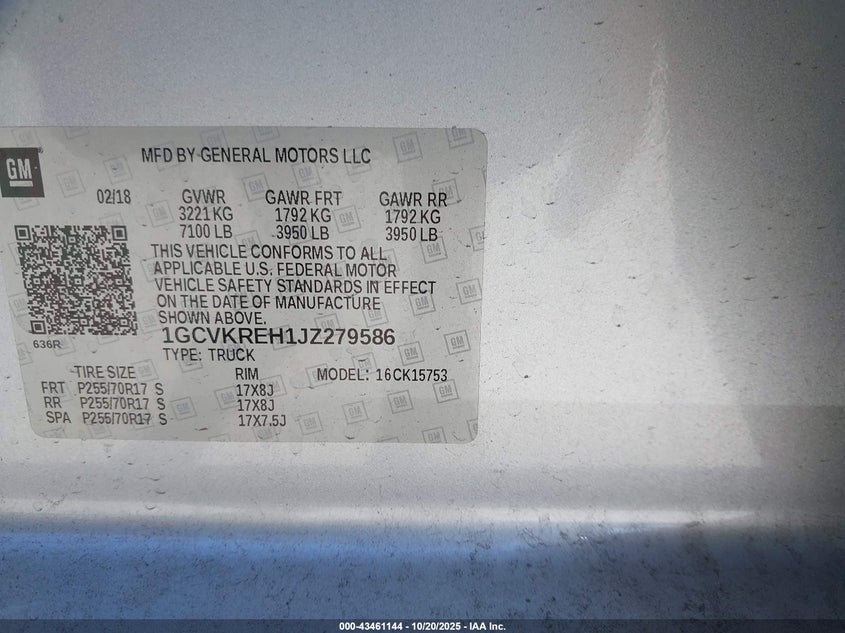 GM
MFD BY GENERAL MOTORS LLC
02/18 GVWR GAWR FRT GAWR RR
3221 KG 1792 KG 1792 KG
7100 LB 3950 LB 3950 LB
THIS VEHICLE CONFORMS TO ALL
APPLICABLE U.S. FEDERAL MOTOR
VEHICLE SAFETY STANDARDS IN EFFECT
ON THE DATE OF MANUFACTURE
SHOWN ABOVE.
636R
1GCVKREH1JZ279586
TYPE: TRUCK
TIRE SIZE RIM MODEL: 16CK15753
FRT P255/70R17 S 17X8J
RR P255/70R17 S 17X8J
SPA P255/70R17 S 17X7.5J
000-43461144 - 10/20/2025 - IAA Inc.